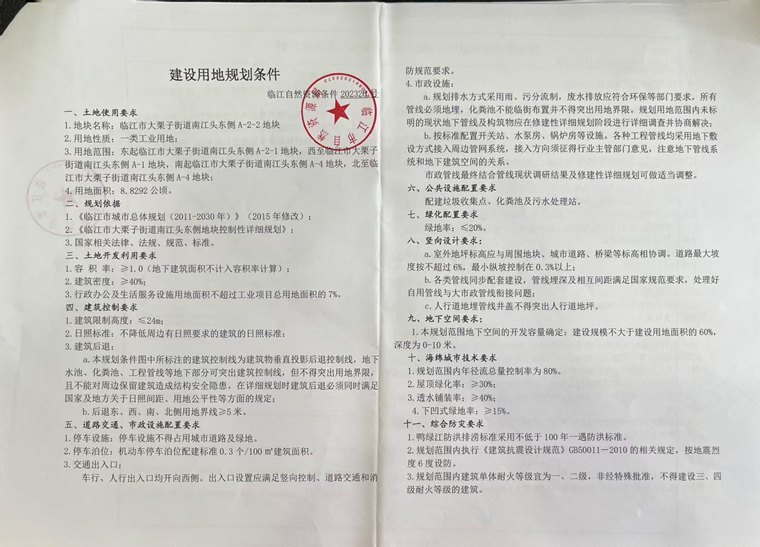 建设用地规划条件
临江自然资源条件
一、土地使用要求
1.地块名称：临江市大栗子街道南江头东侧A-2-2地块
2.用地性质：一类工业用地；
3.用地范围：东起临江市大栗子街道南江头东侧A-2-1地块，西至临江市大栗子
街道南江头东侧A-1地块，南起临江市大栗子街道南江头东侧A-4地块，北至临
江市大栗子街道南江头东侧A-4地块；
4.用地面积：8.8292公顷。
二、规划依据
1.《临江市城市总体规划（2011-2030年）》（2015年修改）；
2.《临江市大栗子街道南江头东侧地块控制性详细规划》；
3.国家相关法律、法规、规范、标准。
三、土地开发利用要求
1.容 积 率：≥1.0（地下建筑面积不计入容积率计算）；
2.建筑密度：≥40%；
3.行政办公及生活服务设施用地面积不超过工业项目总用地面积的7%。
四、建筑控制要求
1.建筑限制高度：≤24m；
2.日照标准：不降低周边有日照要求的建筑的日照标准；
3.建筑后退：
a.本规划条件图中所标注的建筑控制线为建筑物垂直投影后退控制线，地下
水池、化粪池、工程管线等地下部分可突出建筑控制线，但不得突出用地界限，
且不能对周边保留建筑造成结构安全隐患，在详细规划时建筑后退必须同时满足
国家及地方关于日照间距、用地公平性等方面的规定；
b.后退东、西、南、北侧用地界线≥5米。
五、道路交通、市政设施配置要求
1.停车设施：停车设施不得占用城市道路及绿地。
2.停车泊位：机动车停车泊位配建标准0.3个/100㎡建筑面积。
3.交通出入口：
车行、人行出入口均开向西侧。出入口设置应满足竖向控制、道路交通和消
防规范要求。
4.市政设施：
a.规划排水方式采用雨、污分流制，废水排放应符合环保等部门要求，所有
管线必须地埋，化粪池不能临街布置并不得突出用地界限。规划用地范围内未标
明的现状地下管线及构筑物应在修建性详细规划阶段进行详细调查并协商解决；
b.按标准配置开关站、水泵房、锅炉房等设施，各种工程管线均采用地下敷
设方式接入周边管网系统，接入方向须征得行业主管部门意见，注意地下管线系
统和地下建筑空间的关系。
市政管线最终结合管线现状调研结果及修建性详细规划可做适当调整。
六、公共设施配置要求
配建垃圾收集点、化粪池及污水处理站。
七、绿化配置要求
绿地率：≤20%。
八、竖向设计要求：
a.室外地坪标高应与周围地块、城市道路、桥梁等标高相协调。道路最大坡
度按不超过6%，最小纵坡控制在0.3%以上；
b.各类管线同步配套建设，管线埋深及相互间距满足国家规范要求，处理好
自用管线与大市政管线衔接问题；
c.人行道地埋管线井盖不得突出人行道地坪。
九、地下空间要求：
1.本规划范围地下空间的开发容量确定：建设规模不大于建设用地面积的60%，
深度为0-10米。
十、海绵城市技术要求
1.规划范围内年径流总量控制率为80%。
2.屋顶绿化率：≥30%；
3.透水铺装率：≥40%；
4.下凹式绿地率：≥15%。
十一、综合防灾要求
1.鸭绿江防洪排涝标准采用不低于100年一遇防洪标准。
2.规划范围内执行《建筑抗震设计规范》GB50011－2010的相关规定，按地震烈
度6度设防。
3.规划范围内建筑单体耐火等级宜为一、二级，非经特殊批准，不得建设三、四
级耐火等级的建筑。